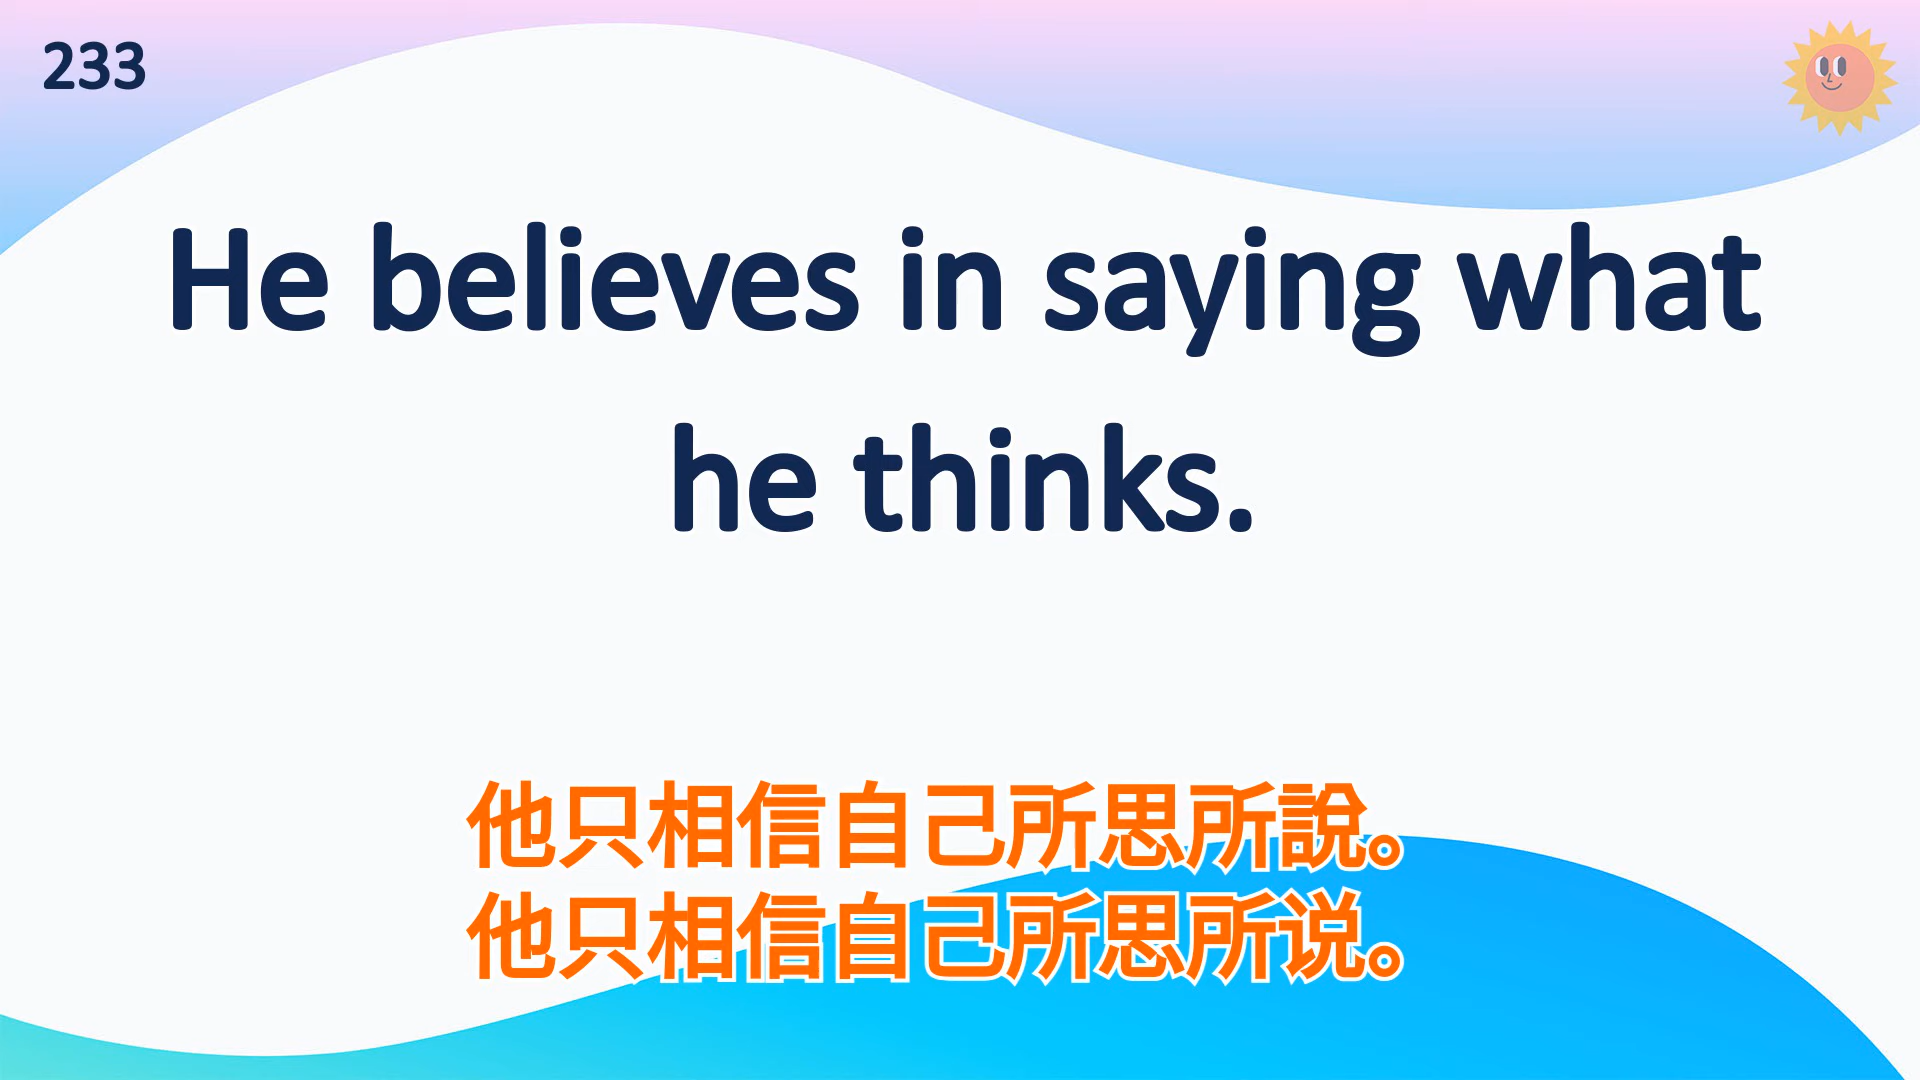 233
He believes in saying what
he thinks.
他只相信自己所思所說。
他只相信自己所思所说。